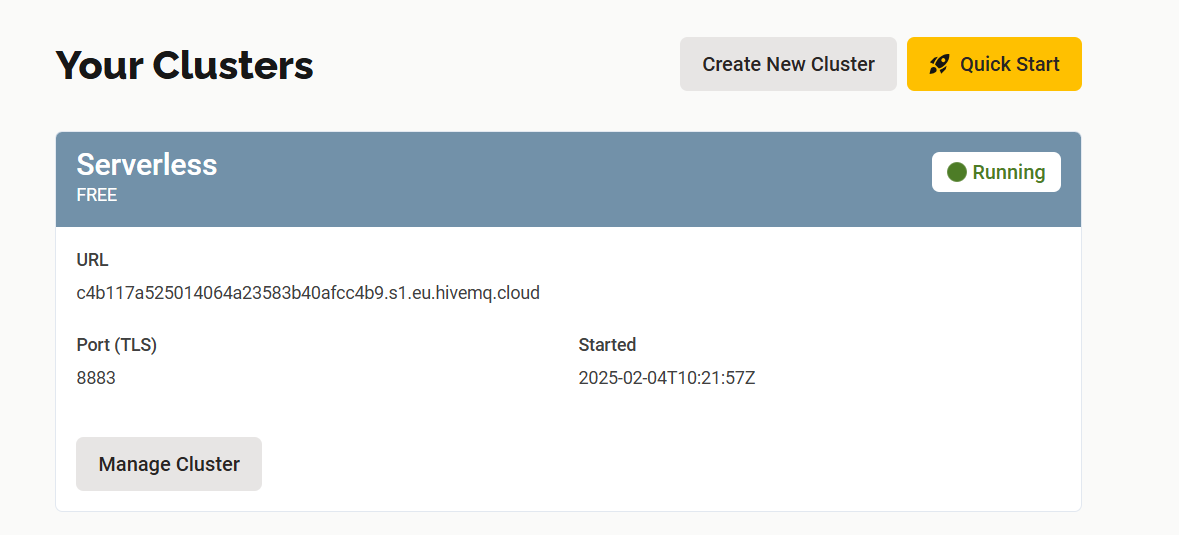 Your Clusters
Create New Cluster
Quick Start
Serverless
FREE
Running
URL
c4b117a525014064a23583b40afcc4b9.s1.eu.hivemq.cloud
Port (TLS)
8883
Started
2025-02-04T10:21:57Z
Manage Cluster